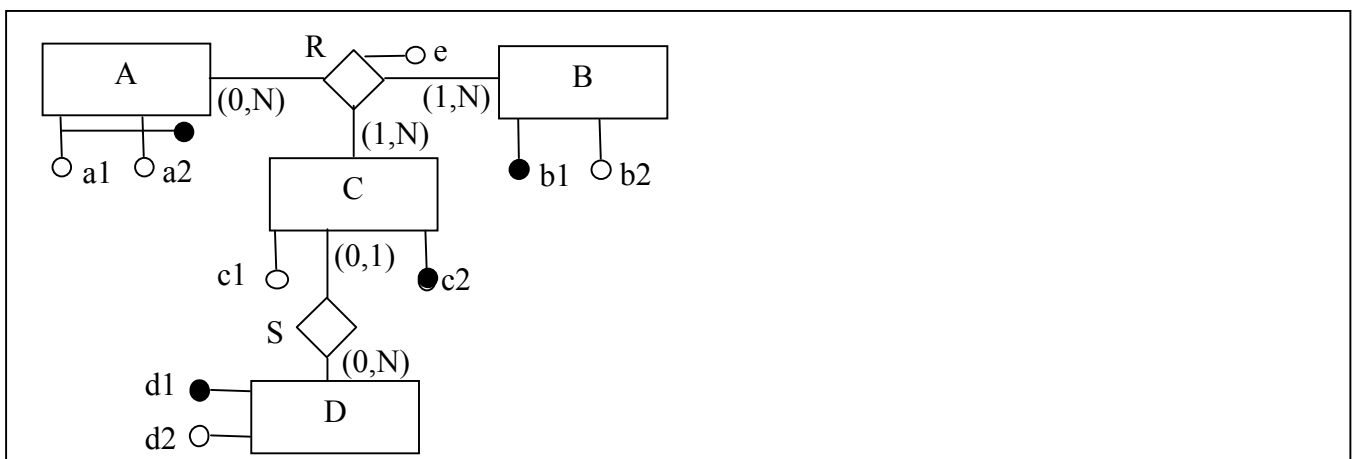 R e
A B
(0,N) (1,N)
(1,N)
a1 a2 b1 b2
C
(0,1)
c1 c2
S
(0,N)
d1
D
d2